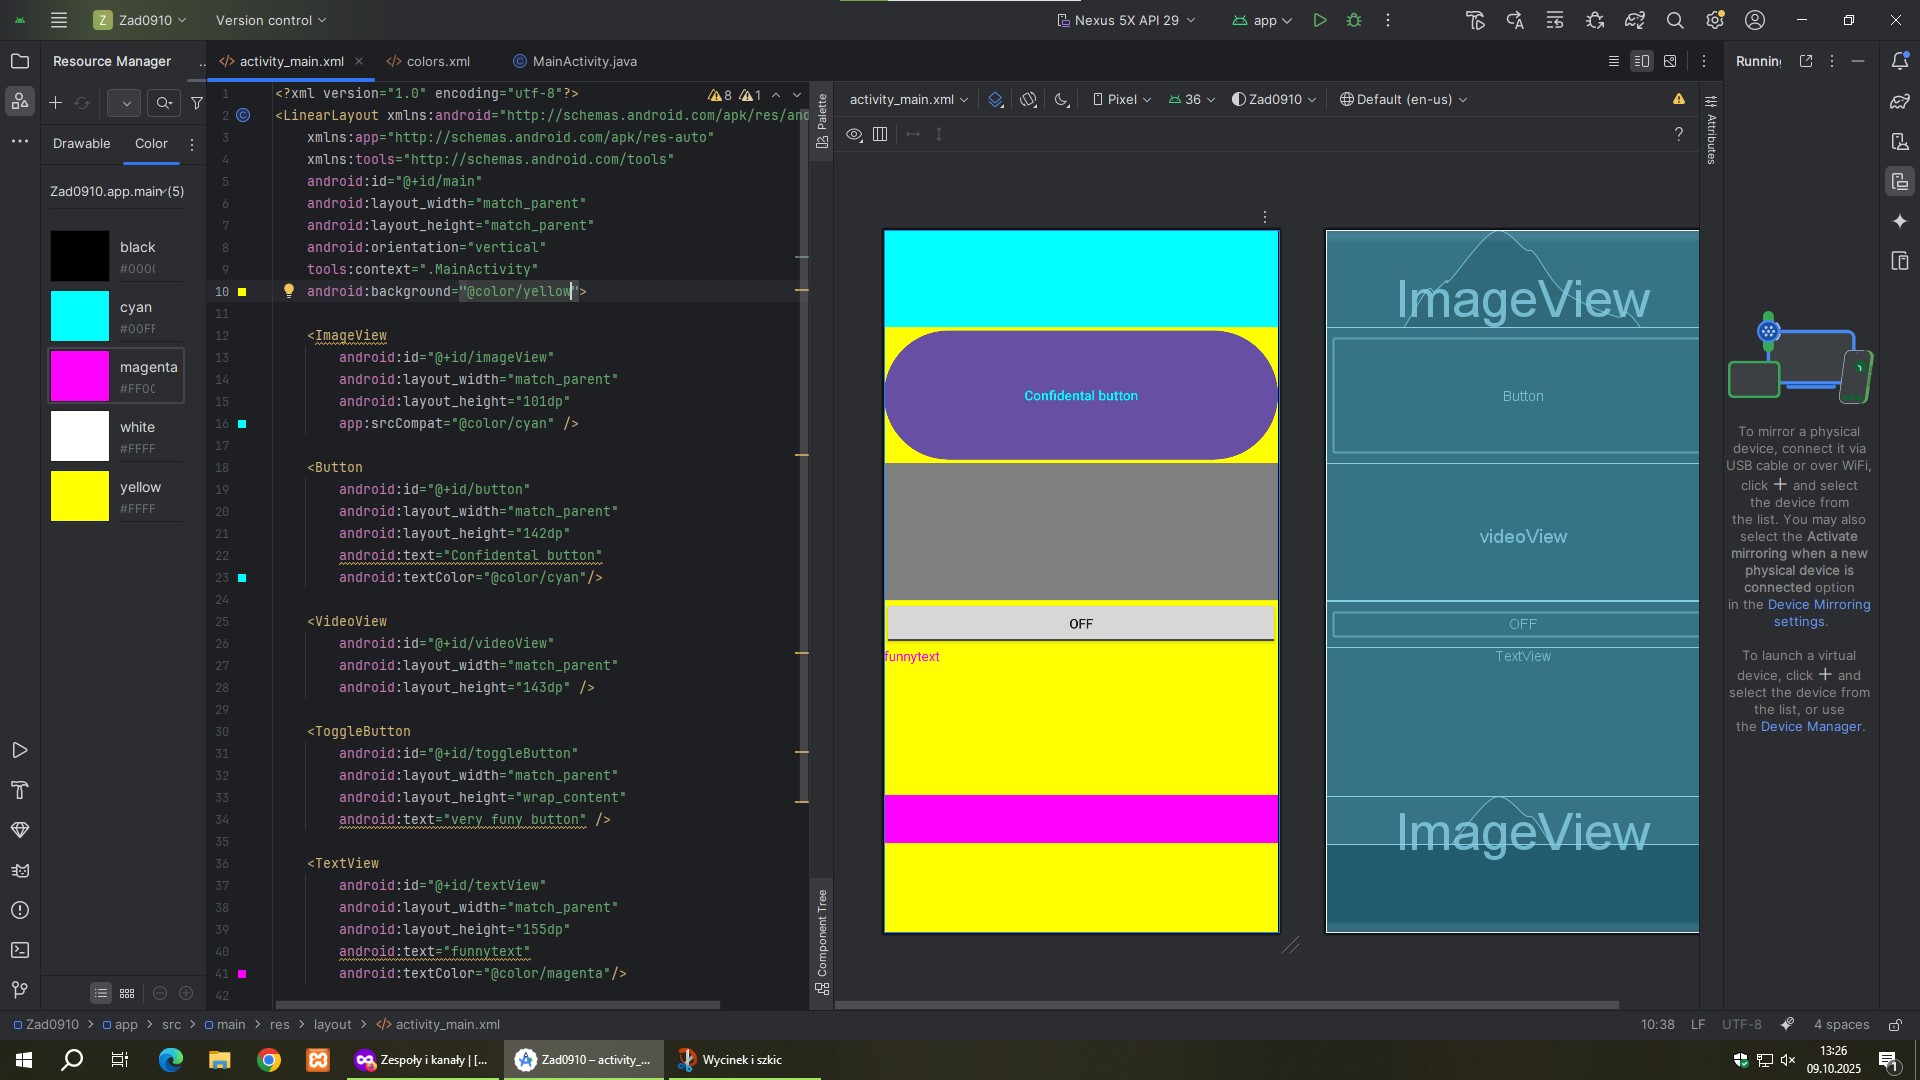 Z Zad0910
Version control
Nexus 5X API 29
app
Resource Manager
...
activity_main.xml
colors.xml
MainActivity.java
Running
Drawable
Color
Zad0910.app.main (5)
black
#000(
cyan
#00FF
magenta
#FF0C
white
#FFFF
yellow
#FFFF
8
1
1 <?xml version="1.0" encoding="utf-8"?>
2 <LinearLayout xmlns:android="http://schemas.android.com/apk/res/and
3 xmlns:app="http://schemas.android.com/apk/res-auto"
4 xmlns:tools="http://schemas.android.com/tools"
5 android:id="@+id/main"
6 android:layout_width="match_parent"
7 android:layout_height="match_parent"
8 android:orientation="vertical"
9 tools:context=".MainActivity"
10 android:background="@color/yellow">
11
12 <ImageView
13 android:id="@+id/imageView"
14 android:layout_width="match_parent"
15 android:layout_height="101dp"
16 app:srcCompat="@color/cyan" />
17
18 <Button
19 android:id="@+id/button"
20 android:layout_width="match_parent"
21 android:layout_height="142dp"
22 android:text="Confidental button"
23 android:textColor="@color/cyan"/>
24
25 <VideoView
26 android:id="@+id/videoView"
27 android:layout_width="match_parent"
28 android:layout_height="143dp" />
29
30 <ToggleButton
31 android:id="@+id/toggleButton"
32 android:layout_width="match_parent"
33 android:layout_height="wrap_content"
34 android:text="very funy button" />
35
36 <TextView
37 android:id="@+id/textView"
38 android:layout_width="match_parent"
39 android:layout_height="155dp"
40 android:text="funnytext"
41 android:textColor="@color/magenta"/>
42
Palette
Component Tree
activity_main.xml
Pixel
36
Zad0910
Default (en-us)
?
Attributes
Confidental button
OFF
funnytext
ImageView
Button
videoView
OFF
TextView
ImageView
To mirror a physical
device, connect it via
USB cable or over WiFi,
click + and select
the device from
the list. You may also
select the Activate
mirroring when a new
physical device is
connected option
in the Device Mirroring
settings.
To launch a virtual
device, click + and
select the device from
the list, or use
the Device Manager.
Zad0910 > app > src > main > res > layout > activity_main.xml
10:38
LF
UTF-8
4 spaces
Zespoły i kanały | [...
Zad0910 – activity_...
Wycinek i szkic
13:26
09.10.2025
1